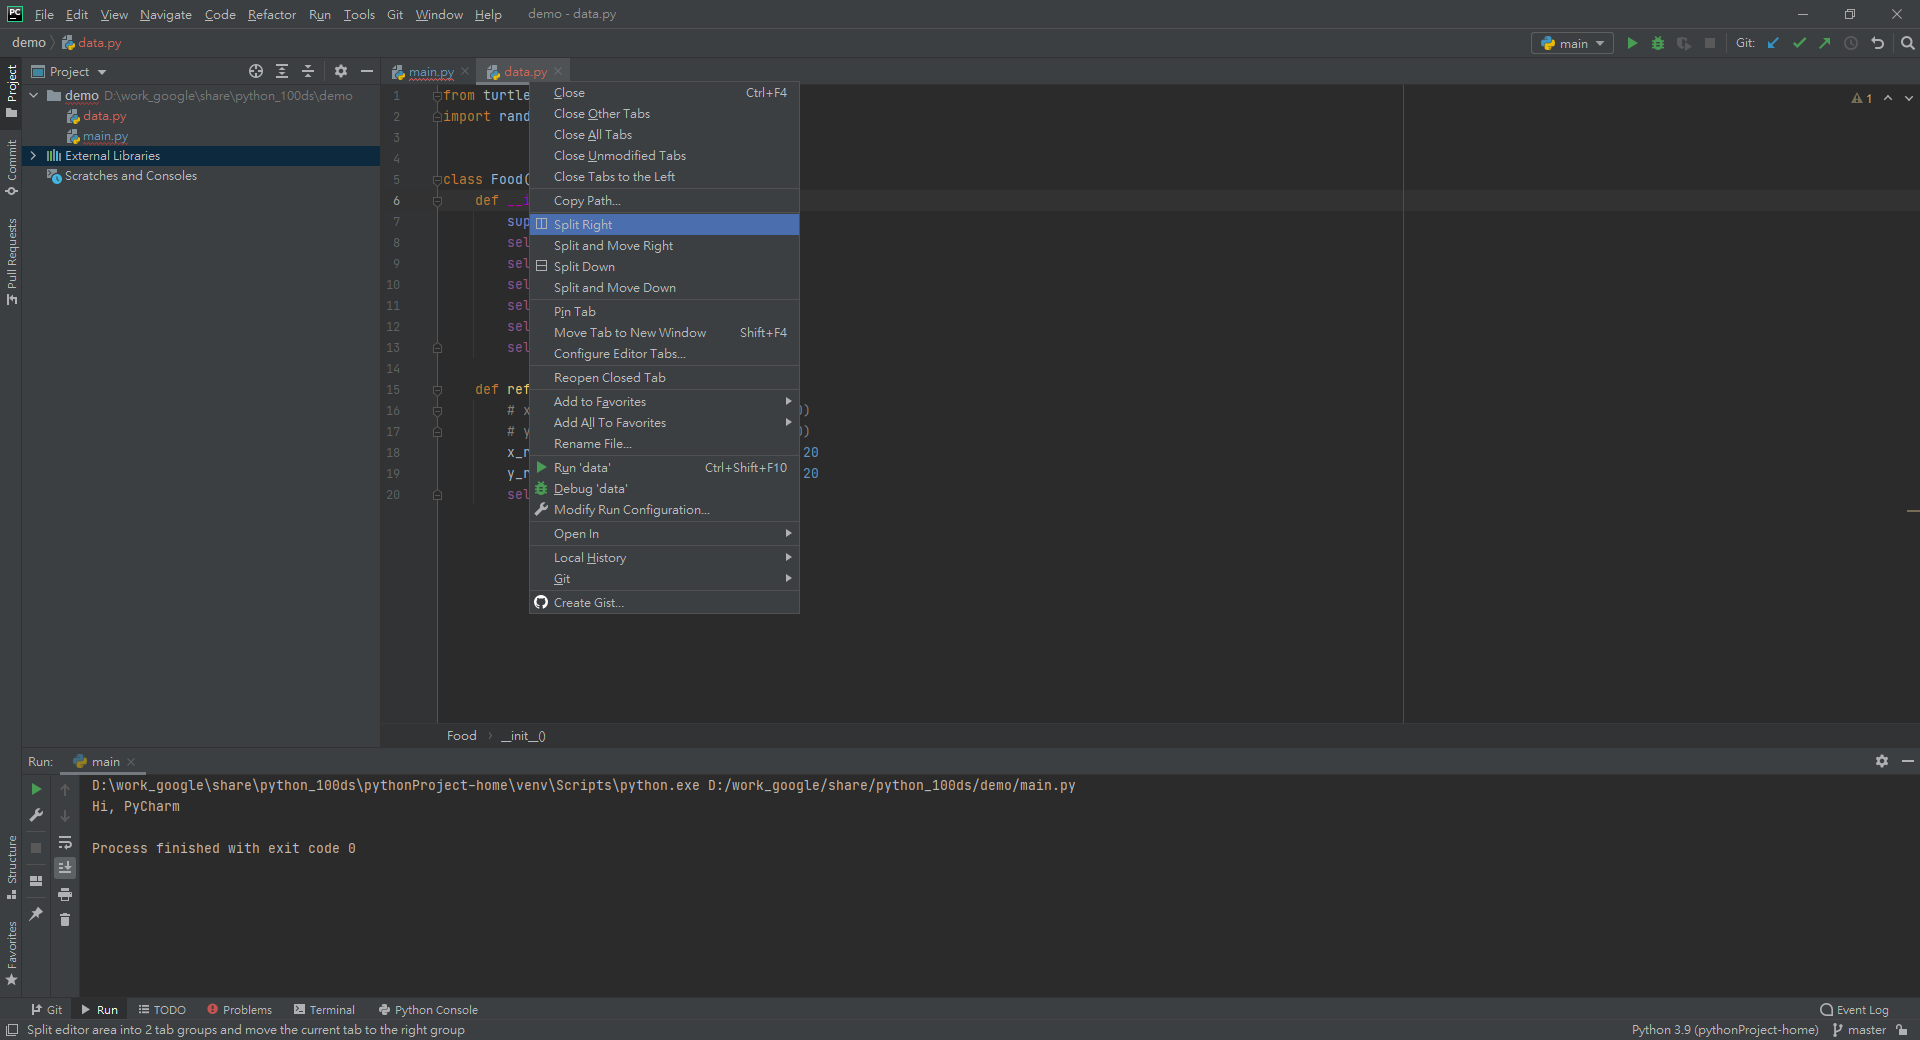 PC File Edit View Navigate Code Refactor Run Tools Git Window Help demo - data.py
demo data.py main Git:
Project
Project
Commit
Pull Requests
Structure
Favorites
demo D:\work_google\share\python_100ds\demo
data.py
main.py
External Libraries
Scratches and Consoles
main.py data.py
1 from turtle
2 import rand
3
4
5 class Food(
6 def __i
7 sup
8 sel
9 sel
10 sel
11 sel
12 sel
13 sel
14
15 def ref
16 # x )
17 # y )
18 x_r 20
19 y_r 20
20 sel
1
Close Ctrl+F4
Close Other Tabs
Close All Tabs
Close Unmodified Tabs
Close Tabs to the Left
Copy Path...
Split Right
Split and Move Right
Split Down
Split and Move Down
Pin Tab
Move Tab to New Window Shift+F4
Configure Editor Tabs...
Reopen Closed Tab
Add to Favorites
Add All To Favorites
Rename File...
Run 'data' Ctrl+Shift+F10
Debug 'data'
Modify Run Configuration...
Open In
Local History
Git
Create Gist...
Food __init__()
Run: main
D:\work_google\share\python_100ds\pythonProject-home\venv\Scripts\python.exe D:/work_google/share/python_100ds/demo/main.py
Hi, PyCharm
Process finished with exit code 0
Git Run TODO Problems Terminal Python Console Event Log
Split editor area into 2 tab groups and move the current tab to the right group Python 3.9 (pythonProject-home) master